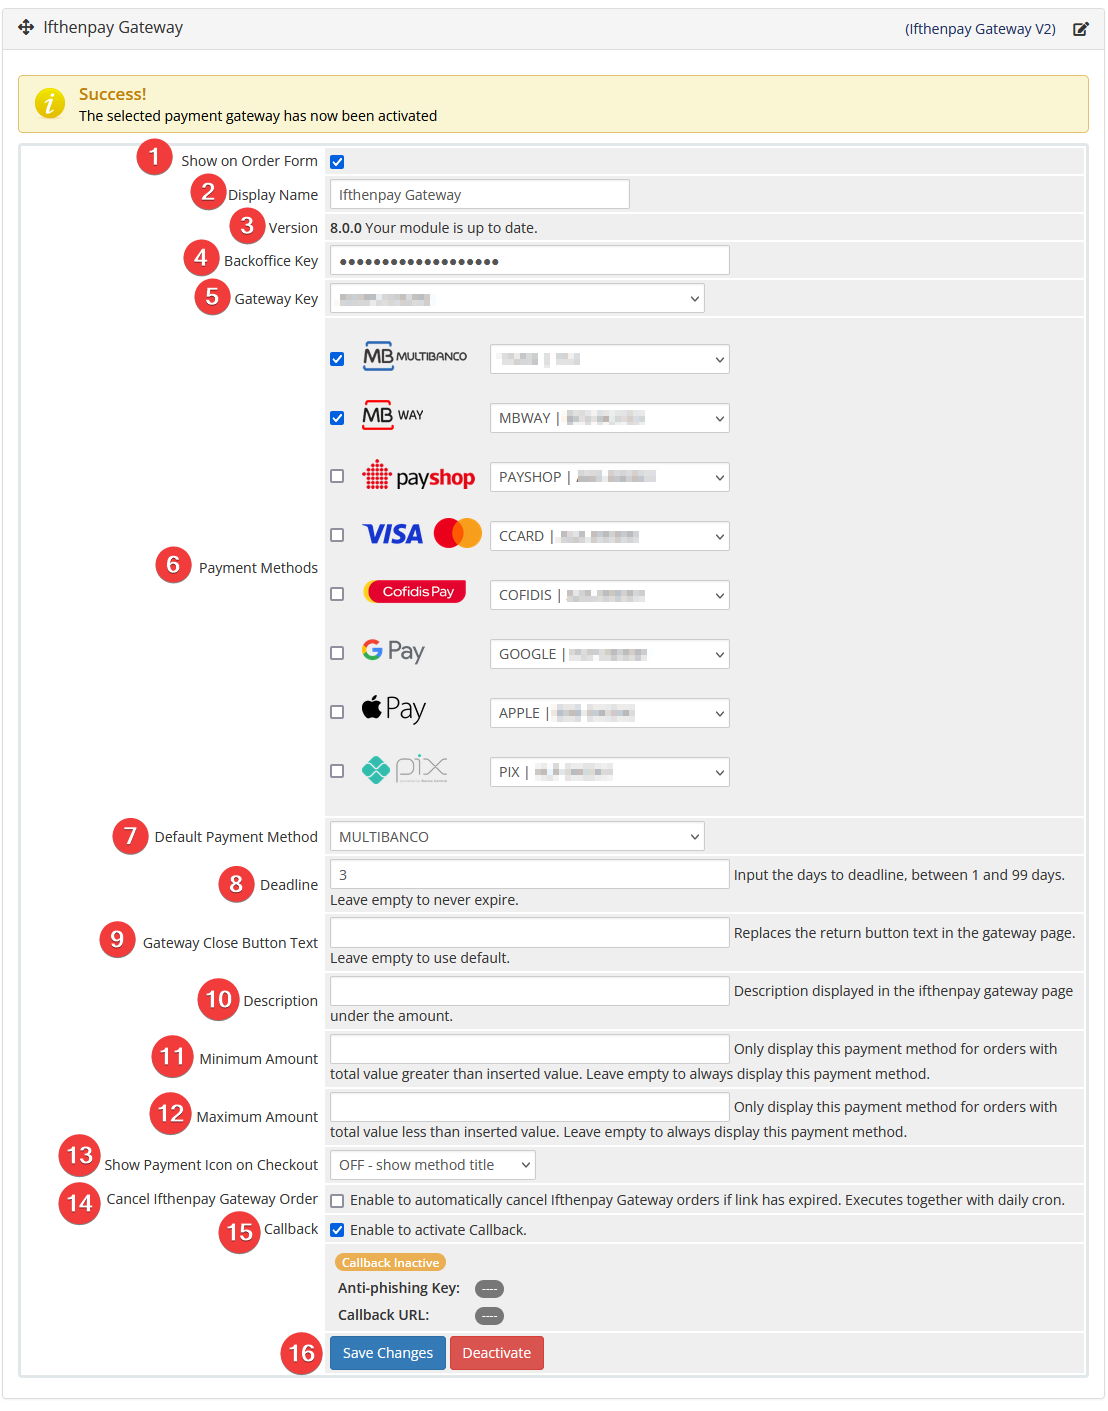 Ifthenpay Gateway
(Ifthenpay Gateway V2)
Success!
The selected payment gateway has now been activated
1 Show on Order Form
2 Display Name Ifthenpay Gateway
3 Version 8.0.0 Your module is up to date.
4 Backoffice Key •••••••••••••••••••
5 Gateway Key
MB MULTIBANCO
MB WAY MBWAY |
payshop PAYSHOP |
VISA CCARD |
6 Payment Methods
Cofidis Pay COFIDIS |
G Pay GOOGLE |
Pay APPLE |
pix PIX |
7 Default Payment Method MULTIBANCO
8 Deadline 3 Input the days to deadline, between 1 and 99 days.
Leave empty to never expire.
9 Gateway Close Button Text Replaces the return button text in the gateway page.
Leave empty to use default.
10 Description Description displayed in the ifthenpay gateway page
under the amount.
11 Minimum Amount Only display this payment method for orders with
total value greater than inserted value. Leave empty to always display this payment method.
12 Maximum Amount Only display this payment method for orders with
total value less than inserted value. Leave empty to always display this payment method.
13 Show Payment Icon on Checkout OFF - show method title
14 Cancel Ifthenpay Gateway Order Enable to automatically cancel Ifthenpay Gateway orders if link has expired. Executes together with daily cron.
15 Callback Enable to activate Callback.
Callback Inactive
Anti-phishing Key: ----
Callback URL: ----
16 Save Changes Deactivate